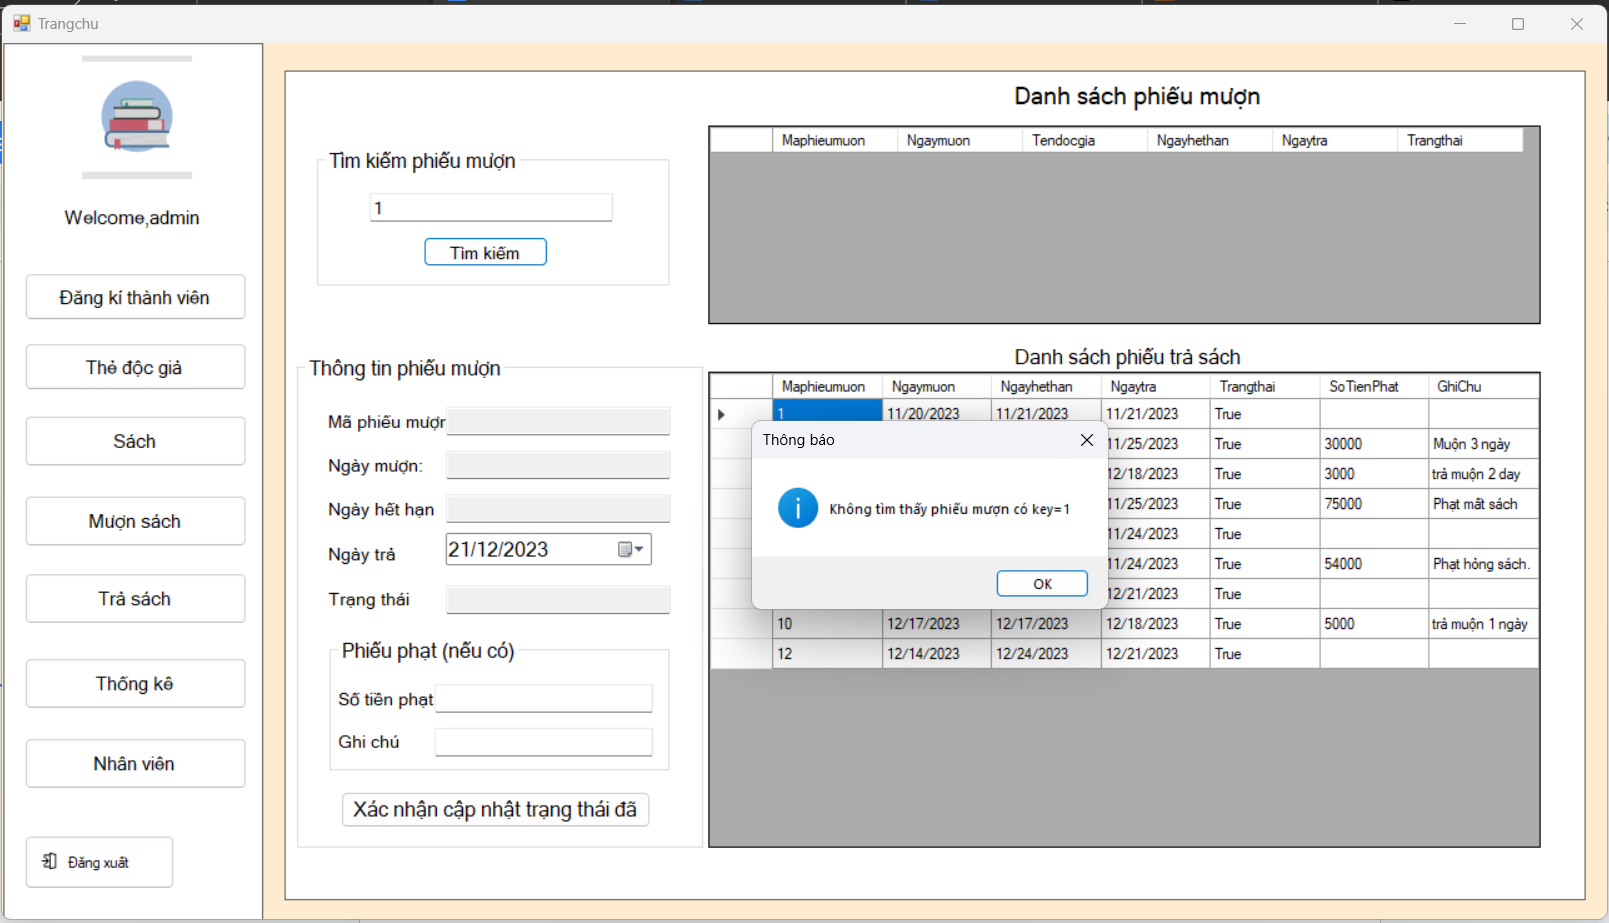 Trangchu
Welcome,admin
Đăng kí thành viên
Thẻ độc giả
Sách
Mượn sách
Trả sách
Thống kê
Nhân viên
Đăng xuất
Tìm kiếm phiếu mượn
1
Tìm kiếm
Danh sách phiếu mượn
Maphieumuon Ngaymuon Tendocgia Ngayhethan Ngaytra Trangthai
Thông tin phiếu mượn
Mã phiếu mượn
Ngày mượn:
Ngày hết hạn
Ngày trả 21/12/2023
Trạng thái
Phiếu phạt (nếu có)
Số tiền phạt
Ghi chú
Xác nhận cập nhật trạng thái đã
Danh sách phiếu trả sách
Maphieumuon Ngaymuon Ngayhethan Ngaytra Trangthai SoTienPhat GhiChu
1 11/20/2023 11/21/2023 11/21/2023 True
11/25/2023 True 30000 Muộn 3 ngày
12/18/2023 True 3000 trả muộn 2 day
11/25/2023 True 75000 Phạt mất sách
11/24/2023 True
11/24/2023 True 54000 Phạt hỏng sách.
12/21/2023 True
10 12/17/2023 12/17/2023 12/18/2023 True 5000 trả muộn 1 ngày
12 12/14/2023 12/24/2023 12/21/2023 True
Thông báo
Không tìm thấy phiếu mượn có key=1
OK